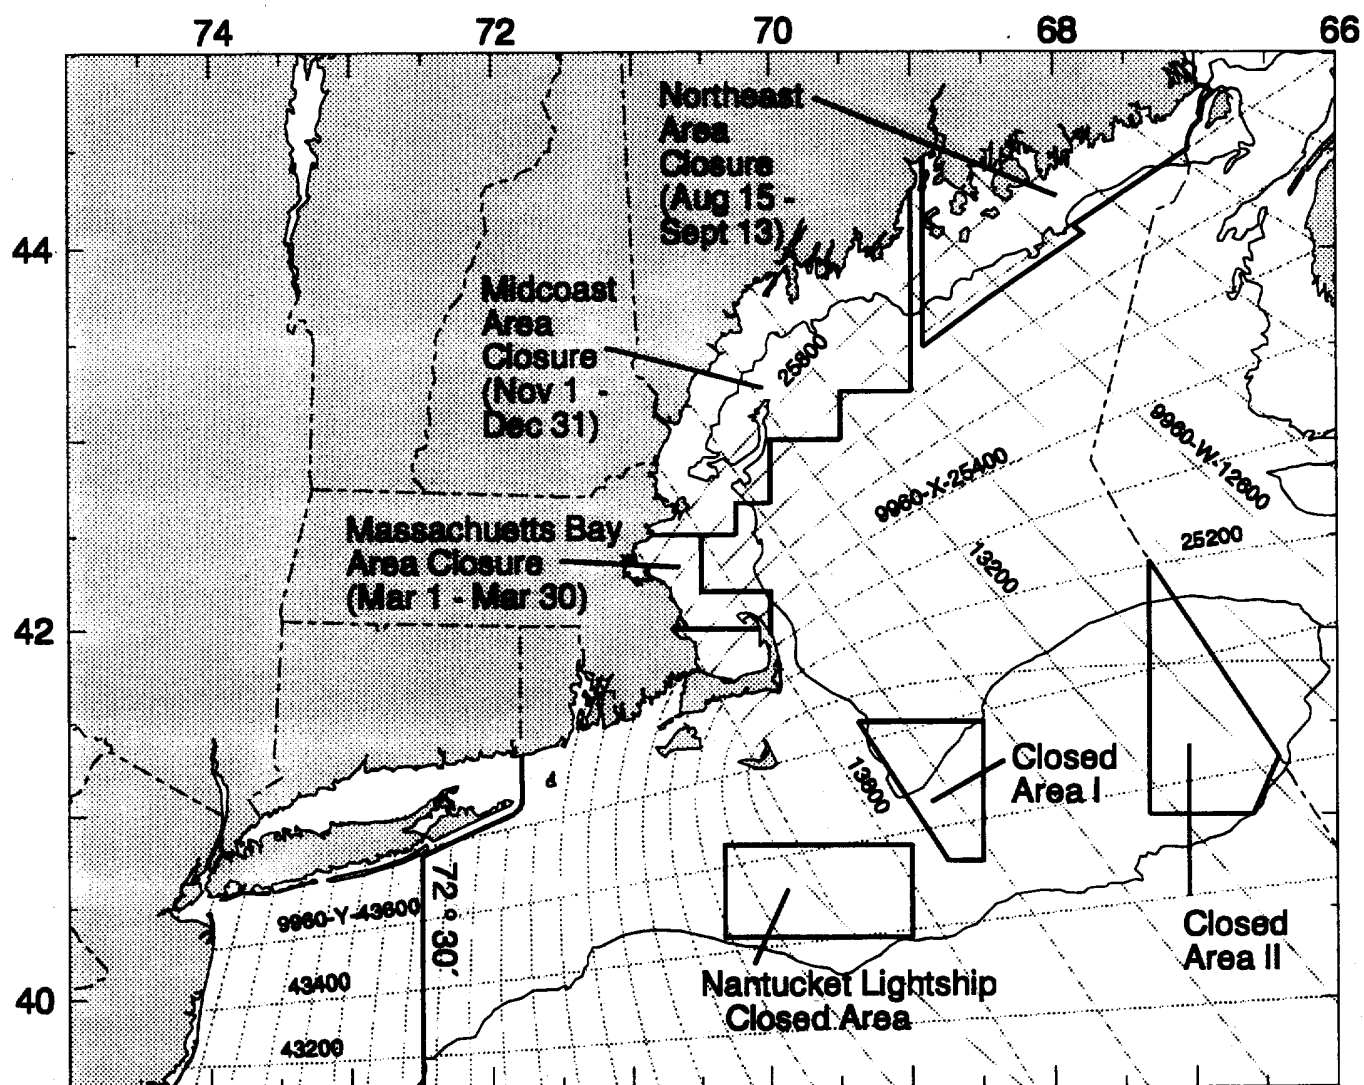 74 72 70 68 66
Northeast
Area
Closure
(Aug 15 -
Sept 13)
44
Midcoast
Area
Closure
(Nov 1 -
Dec 31)
25800
9960-W-12600
9960-X-25400
25200
13200
Massachuetts Bay
Area Closure
(Mar 1 - Mar 30)
42
Closed
Area I
13800
72° 30'
9960-Y-43600
Closed
Area II
Nantucket Lightship
Closed Area
43400
40
43200